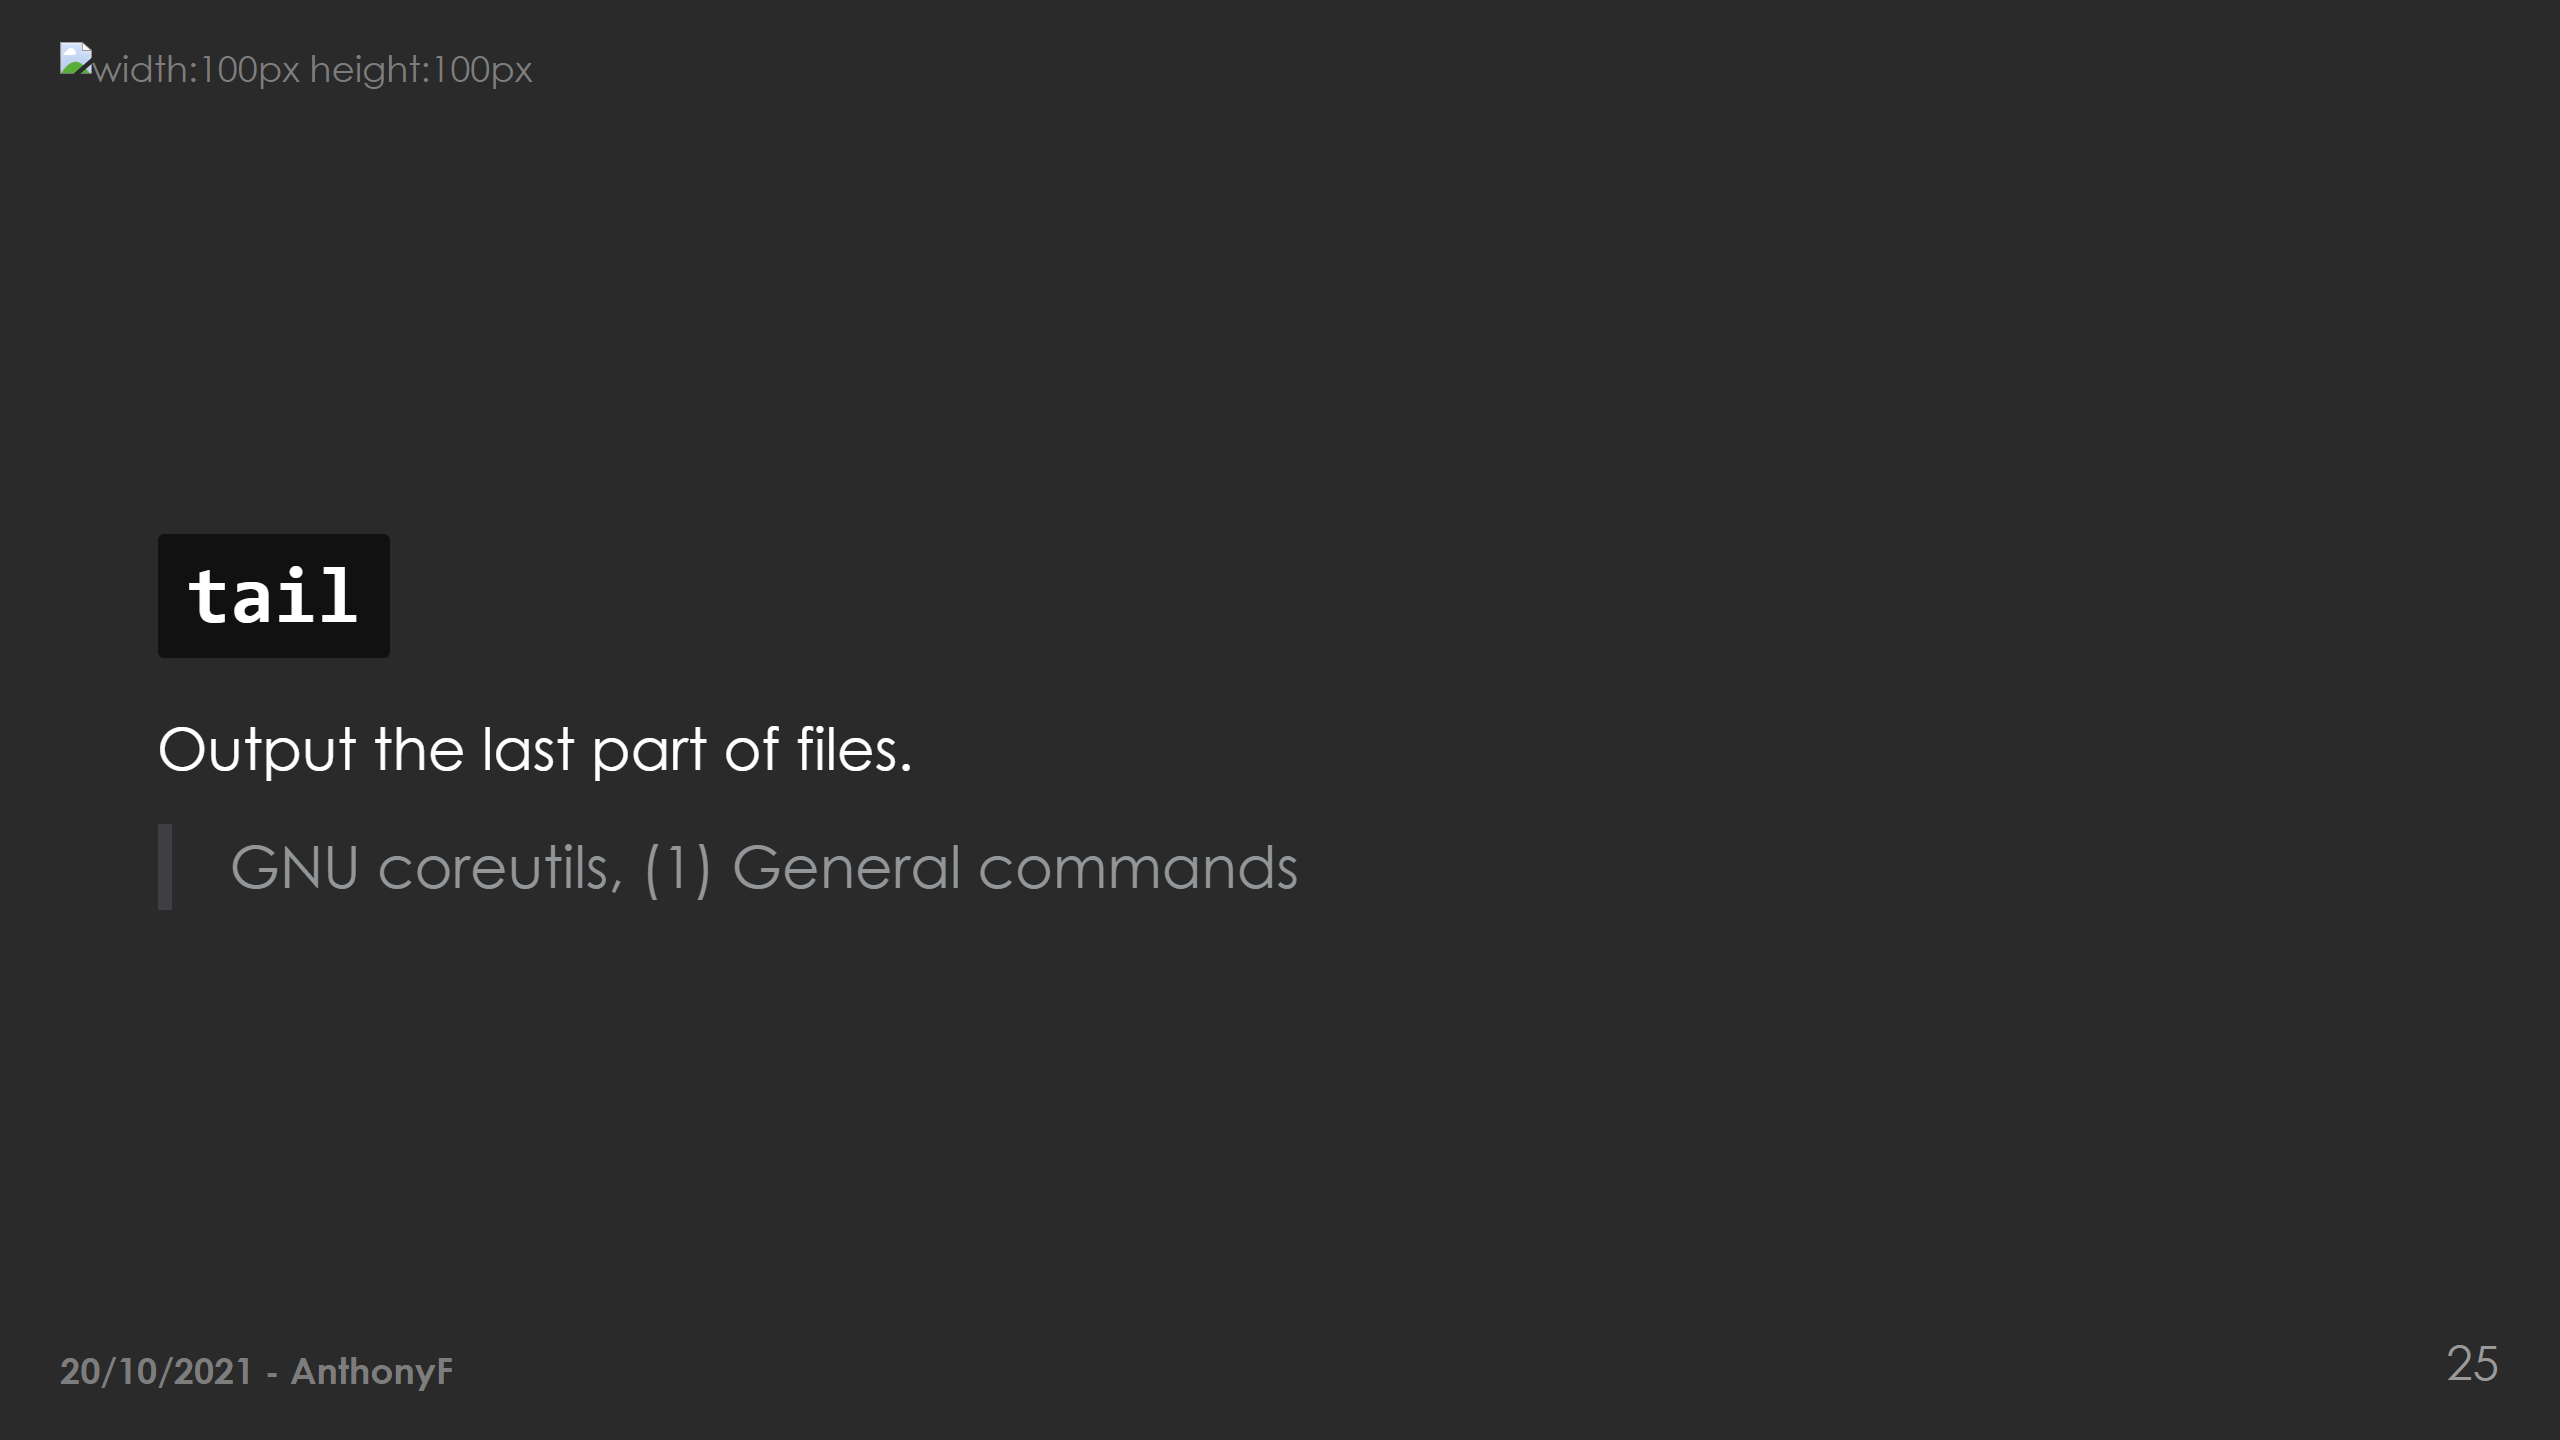 width:100px height:100px
tail
Output the last part of files.
GNU coreutils, (1) General commands
20/10/2021 - AnthonyF
25